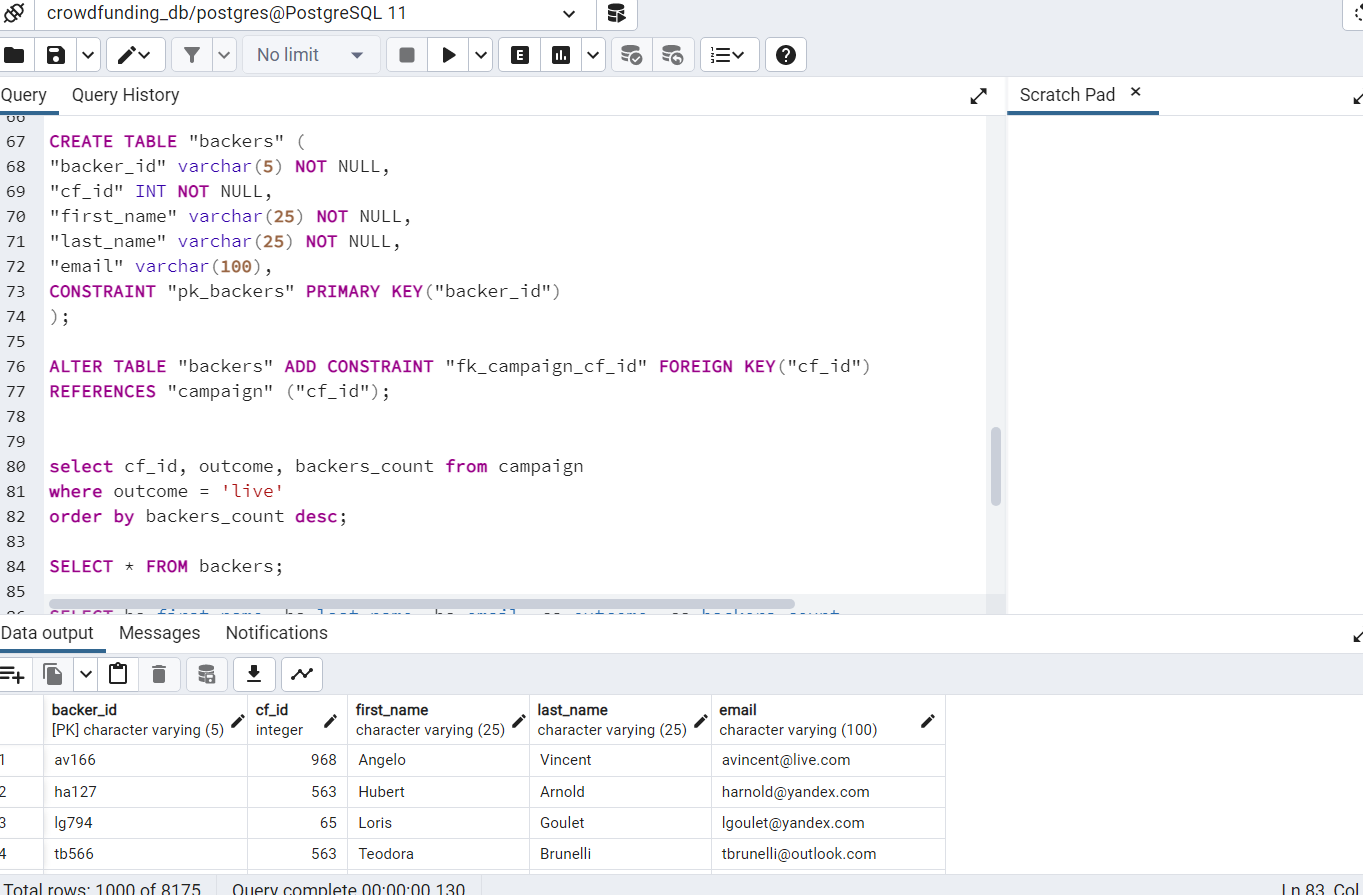 crowdfunding_db/postgres@PostgreSQL 11
No limit
E
Query Query History
Scratch Pad
66
67 CREATE TABLE "backers" (
68 "backer_id" varchar(5) NOT NULL,
69 "cf_id" INT NOT NULL,
70 "first_name" varchar(25) NOT NULL,
71 "last_name" varchar(25) NOT NULL,
72 "email" varchar(100),
73 CONSTRAINT "pk_backers" PRIMARY KEY("backer_id")
74 );
75
76 ALTER TABLE "backers" ADD CONSTRAINT "fk_campaign_cf_id" FOREIGN KEY("cf_id")
77 REFERENCES "campaign" ("cf_id");
78
79
80 select cf_id, outcome, backers_count from campaign
81 where outcome = 'live'
82 order by backers_count desc;
83
84 SELECT * FROM backers;
85
Data output Messages Notifications
backer_id cf_id first_name last_name email
[PK] character varying (5) integer character varying (25) character varying (25) character varying (100)
1 av166 968 Angelo Vincent avincent@live.com
2 ha127 563 Hubert Arnold harnold@yandex.com
3 lg794 65 Loris Goulet lgoulet@yandex.com
4 tb566 563 Teodora Brunelli tbrunelli@outlook.com
Total rows: 1000 of 8175 Query complete 00:00:00.130 Ln 83, Col